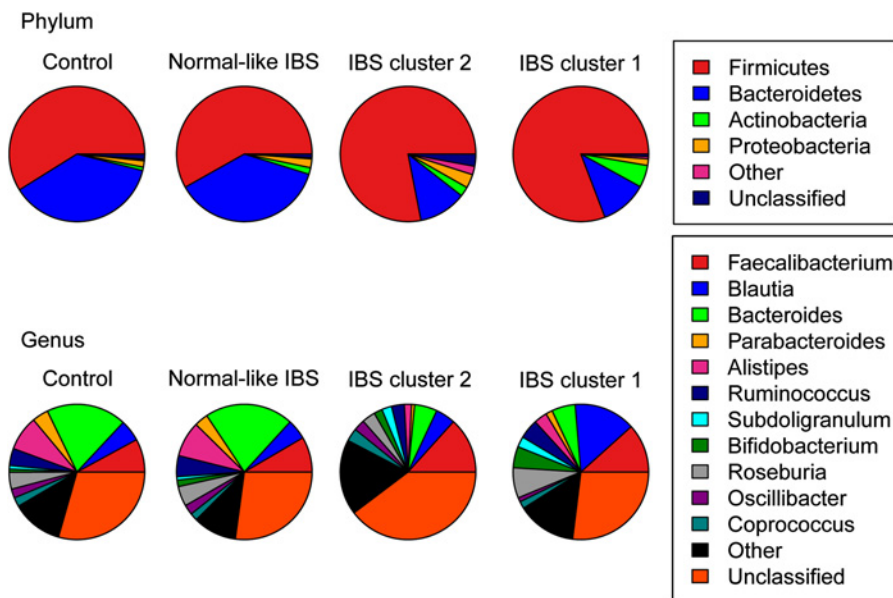 Phylum
Control
Normal-like IBS
IBS cluster 2
IBS cluster 1
Firmicutes
Bacteroidetes
Actinobacteria
Proteobacteria
Other
Unclassified
Genus
Control
Normal-like IBS
IBS cluster 2
IBS cluster 1
Faecalibacterium
Blautia
Bacteroides
Parabacteroides
Alistipes
Ruminococcus
Subdoligranulum
Bifidobacterium
Roseburia
Oscillibacter
Coprococcus
Other
Unclassified